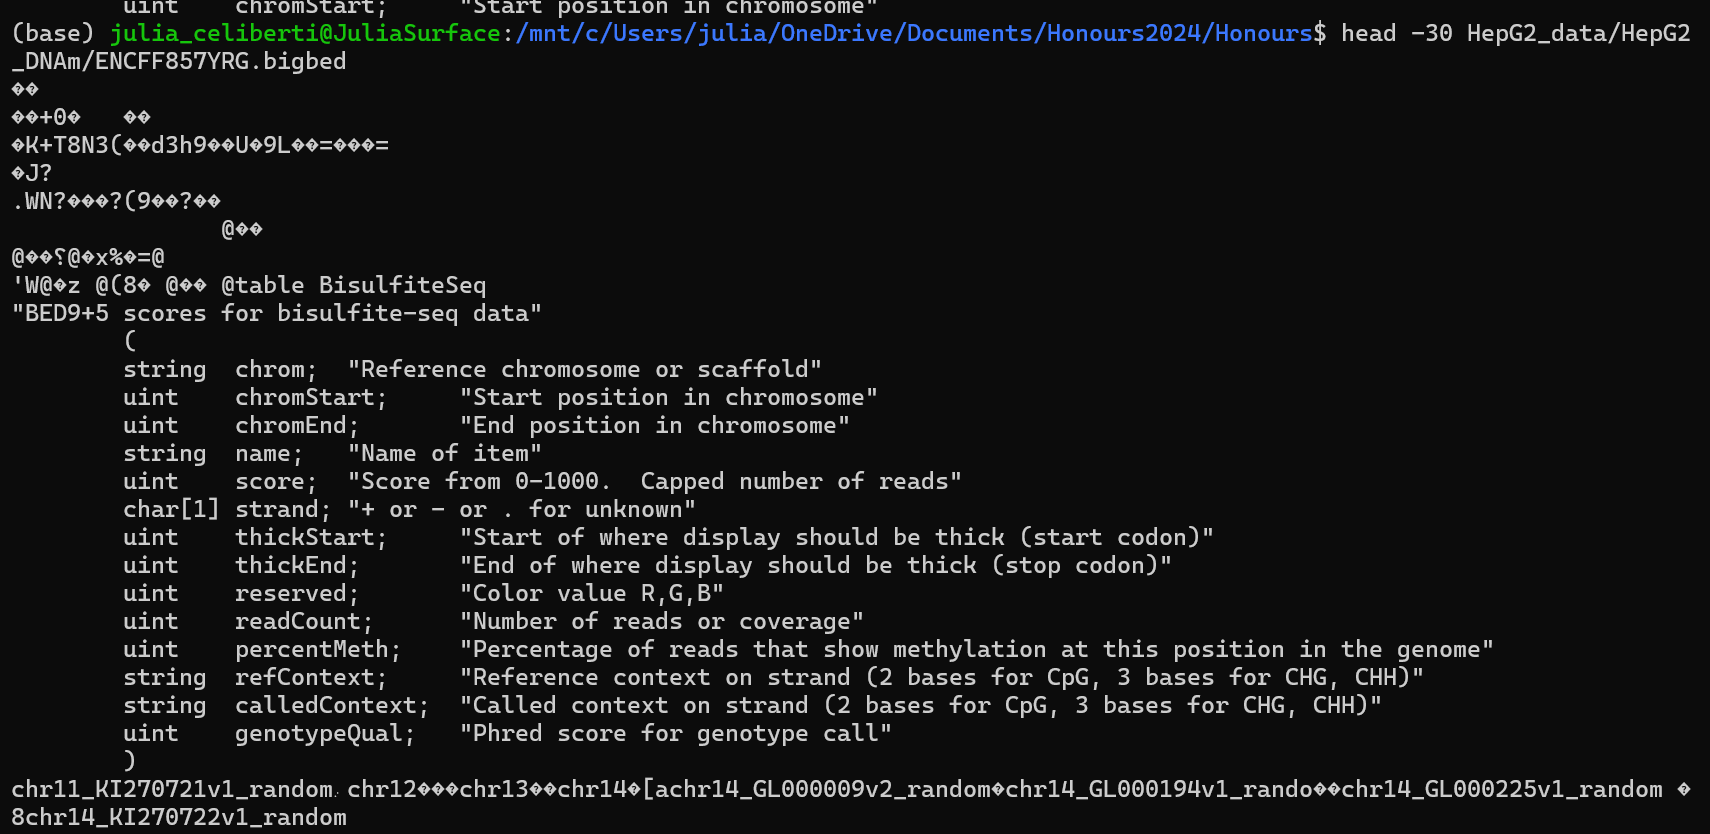 uint    chromStart;     "Start position in chromosome"
(base) julia_celiberti@JuliaSurface:/mnt/c/Users/julia/OneDrive/Documents/Honours2024/Honours$ head -30 HepG2_data/HepG2
_DNAm/ENCFF857YRG.bigbed
��
��+0�   ��
�K+T8N3(��d3h9��U�9L��=���=
�J?
.WN?���?(9��?��
@��
@��؟@�x%�=@
'W@�z @(8� @�� @table BisulfiteSeq
"BED9+5 scores for bisulfite-seq data"
(
string  chrom;  "Reference chromosome or scaffold"
uint    chromStart;     "Start position in chromosome"
uint    chromEnd;       "End position in chromosome"
string  name;   "Name of item"
uint    score;  "Score from 0-1000.  Capped number of reads"
char[1] strand; "+ or - or . for unknown"
uint    thickStart;     "Start of where display should be thick (start codon)"
uint    thickEnd;       "End of where display should be thick (stop codon)"
uint    reserved;       "Color value R,G,B"
uint    readCount;      "Number of reads or coverage"
uint    percentMeth;    "Percentage of reads that show methylation at this position in the genome"
string  refContext;     "Reference context on strand (2 bases for CpG, 3 bases for CHG, CHH)"
string  calledContext;  "Called context on strand (2 bases for CpG, 3 bases for CHG, CHH)"
uint    genotypeQual;   "Phred score for genotype call"
)
chr11_KI270721v1_random chr12���chr13��chr14�[achr14_GL000009v2_random�chr14_GL000194v1_rando��chr14_GL000225v1_random �
8chr14_KI270722v1_random